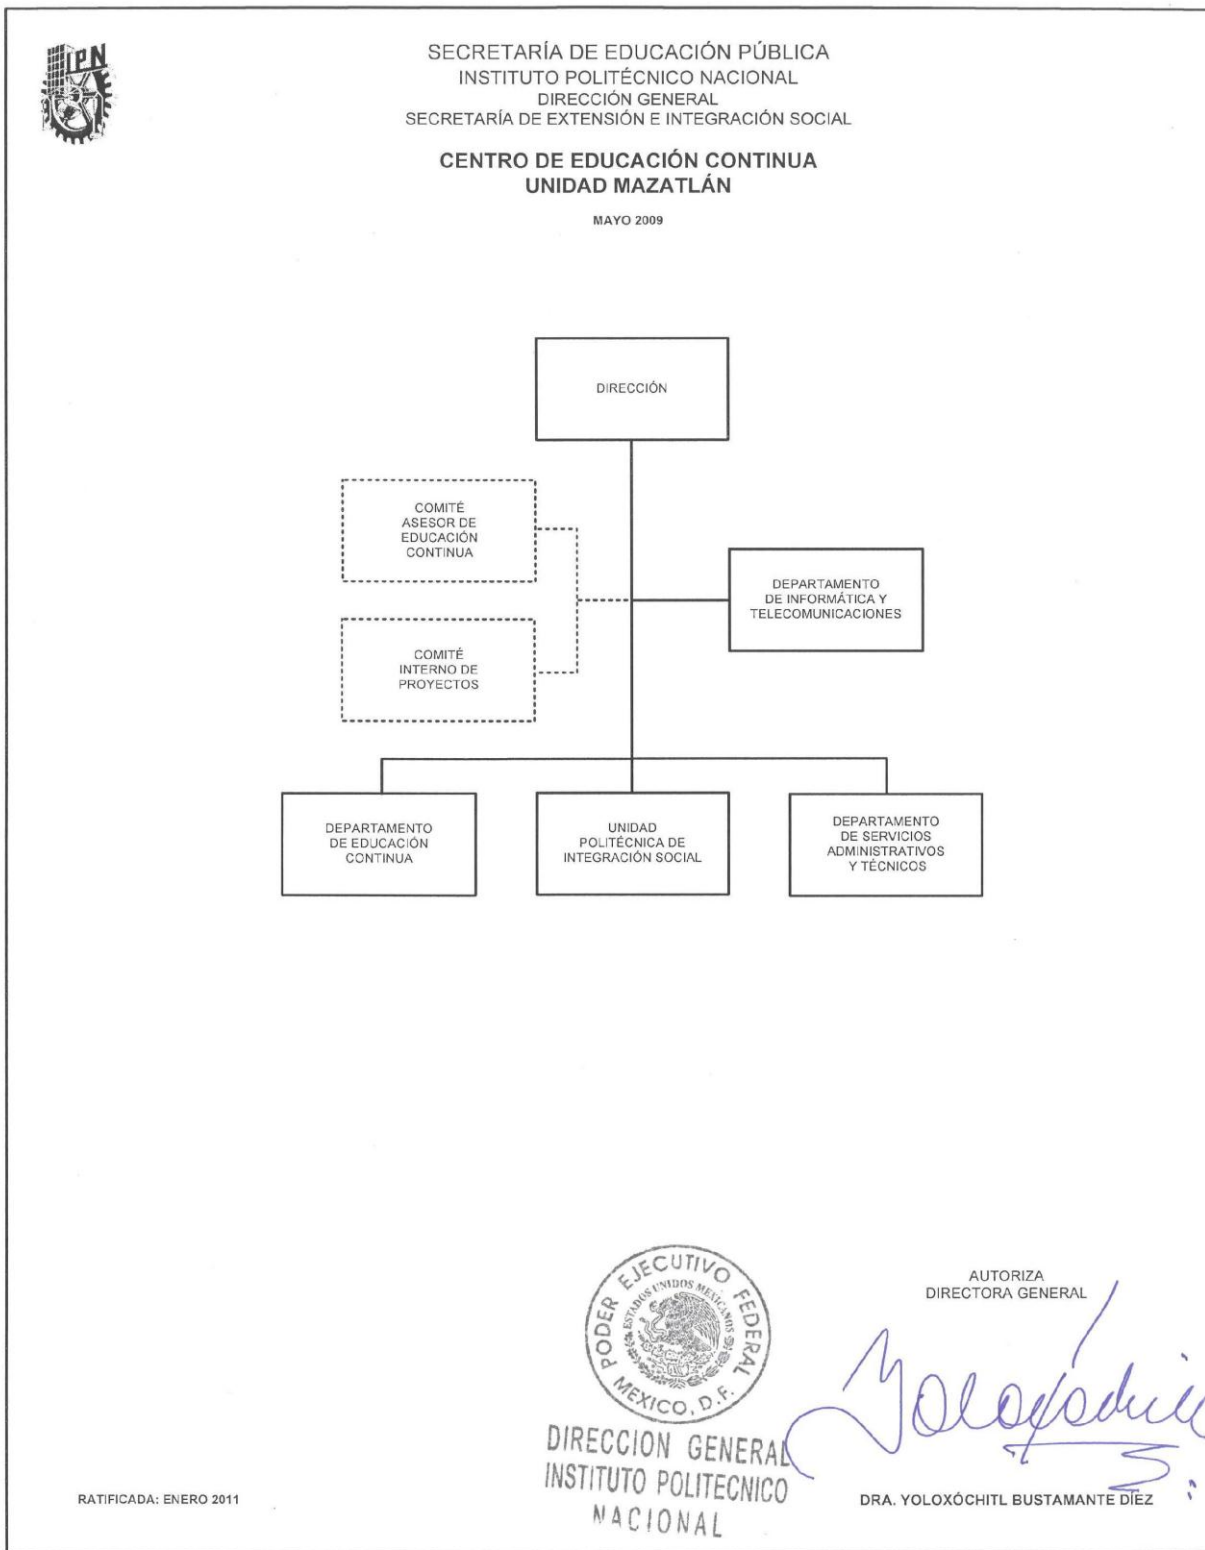 IPN
SECRETARÍA DE EDUCACIÓN PÚBLICA
INSTITUTO POLITÉCNICO NACIONAL
DIRECCIÓN GENERAL
SECRETARÍA DE EXTENSIÓN E INTEGRACIÓN SOCIAL
CENTRO DE EDUCACIÓN CONTINUA
UNIDAD MAZATLÁN
MAYO 2009
DIRECCIÓN
COMITÉ
ASESOR DE
EDUCACIÓN
CONTINUA
DEPARTAMENTO
DE INFORMÁTICA Y
TELECOMUNICACIONES
COMITÉ
INTERNO DE
PROYECTOS
DEPARTAMENTO
DE EDUCACIÓN
CONTINUA
UNIDAD
POLITÉCNICA DE
INTEGRACIÓN SOCIAL
DEPARTAMENTO
DE SERVICIOS
ADMINISTRATIVOS
Y TÉCNICOS
PODER EJECUTIVO FEDERAL
ESTADOS UNIDOS MEXICANOS
MEXICO, D.F.
DIRECCION GENERAL
INSTITUTO POLITECNICO
NACIONAL
AUTORIZA
DIRECTORA GENERAL
DRA. YOLOXÓCHITL BUSTAMANTE DÍEZ
RATIFICADA: ENERO 2011